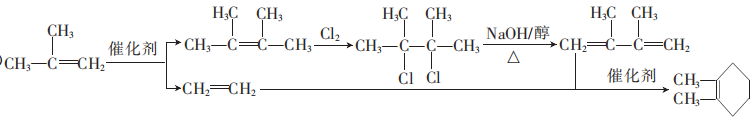 H₃C CH₃ H₃C CH₃ H₃C CH₃
CH₃ 催化剂 CH₃—C═C—CH₃ Cl₂ CH₃—C—C—CH₃ NaOH/醇 △ CH₂═C—C═CH₂
CH₃—C═CH₂ Cl Cl 催化剂
CH₂═CH₂ CH₃
CH₃